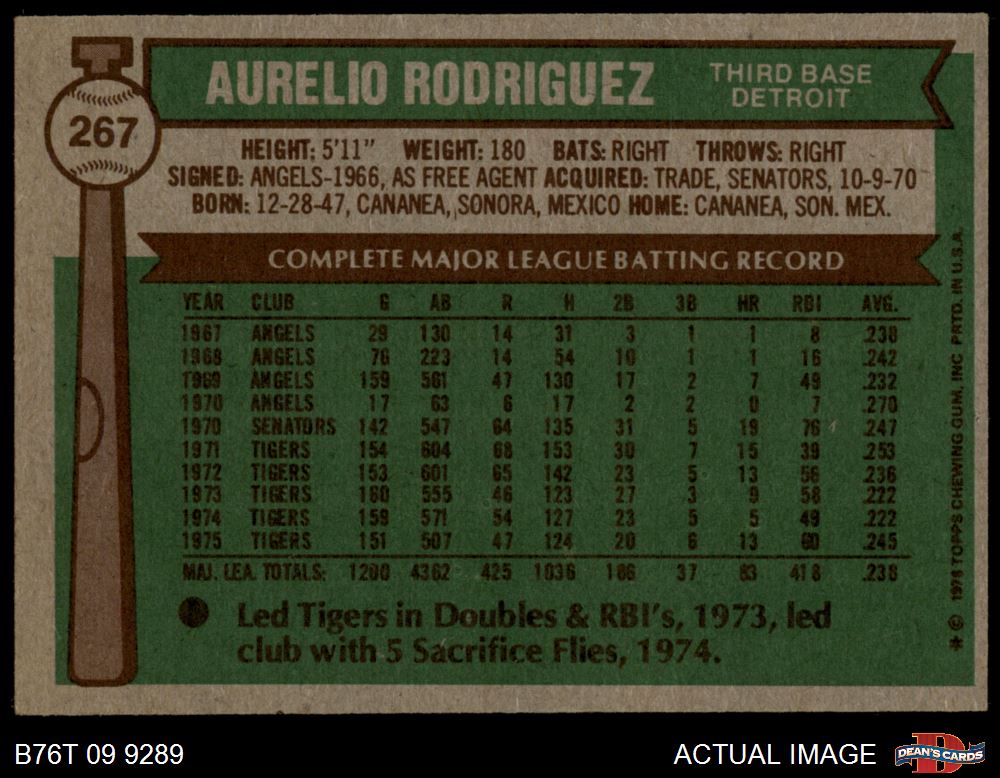 AURELIO RODRIGUEZ
THIRD BASE
DETROIT
267
HEIGHT: 5'11" WEIGHT: 180 BATS: RIGHT THROWS: RIGHT
SIGNED: ANGELS-1966, AS FREE AGENT ACQUIRED: TRADE, SENATORS, 10-9-70
BORN: 12-28-47, CANANEA, SONORA, MEXICO HOME: CANANEA, SON. MEX.
COMPLETE MAJOR LEAGUE BATTING RECORD
YEAR CLUB G AB R H 2B 3B HR RBI AVG.
1967 ANGELS 29 130 14 31 3 1 1 8 .238
1968 ANGELS 76 223 14 54 10 1 1 16 .242
1969 ANGELS 159 561 47 130 17 2 7 49 .232
1970 ANGELS 17 63 6 17 2 2 0 7 .270
1970 SENATORS 142 547 64 135 31 5 19 76 .247
1971 TIGERS 154 604 68 153 30 7 15 39 .253
1972 TIGERS 153 601 65 142 23 5 13 56 .236
1973 TIGERS 160 555 46 123 27 3 9 58 .222
1974 TIGERS 159 571 54 127 23 5 5 49 .222
1975 TIGERS 151 507 47 124 20 6 13 60 .245
MAJ. LEA. TOTALS: 1200 4362 425 1036 186 37 83 418 .238
Led Tigers in Doubles & RBI's, 1973, led
club with 5 Sacrifice Flies, 1974.
* © 1976 TOPPS CHEWING GUM, INC. PRTD. IN U.S.A.
B76T 09 9289
ACTUAL IMAGE
DEAN'S CARDS